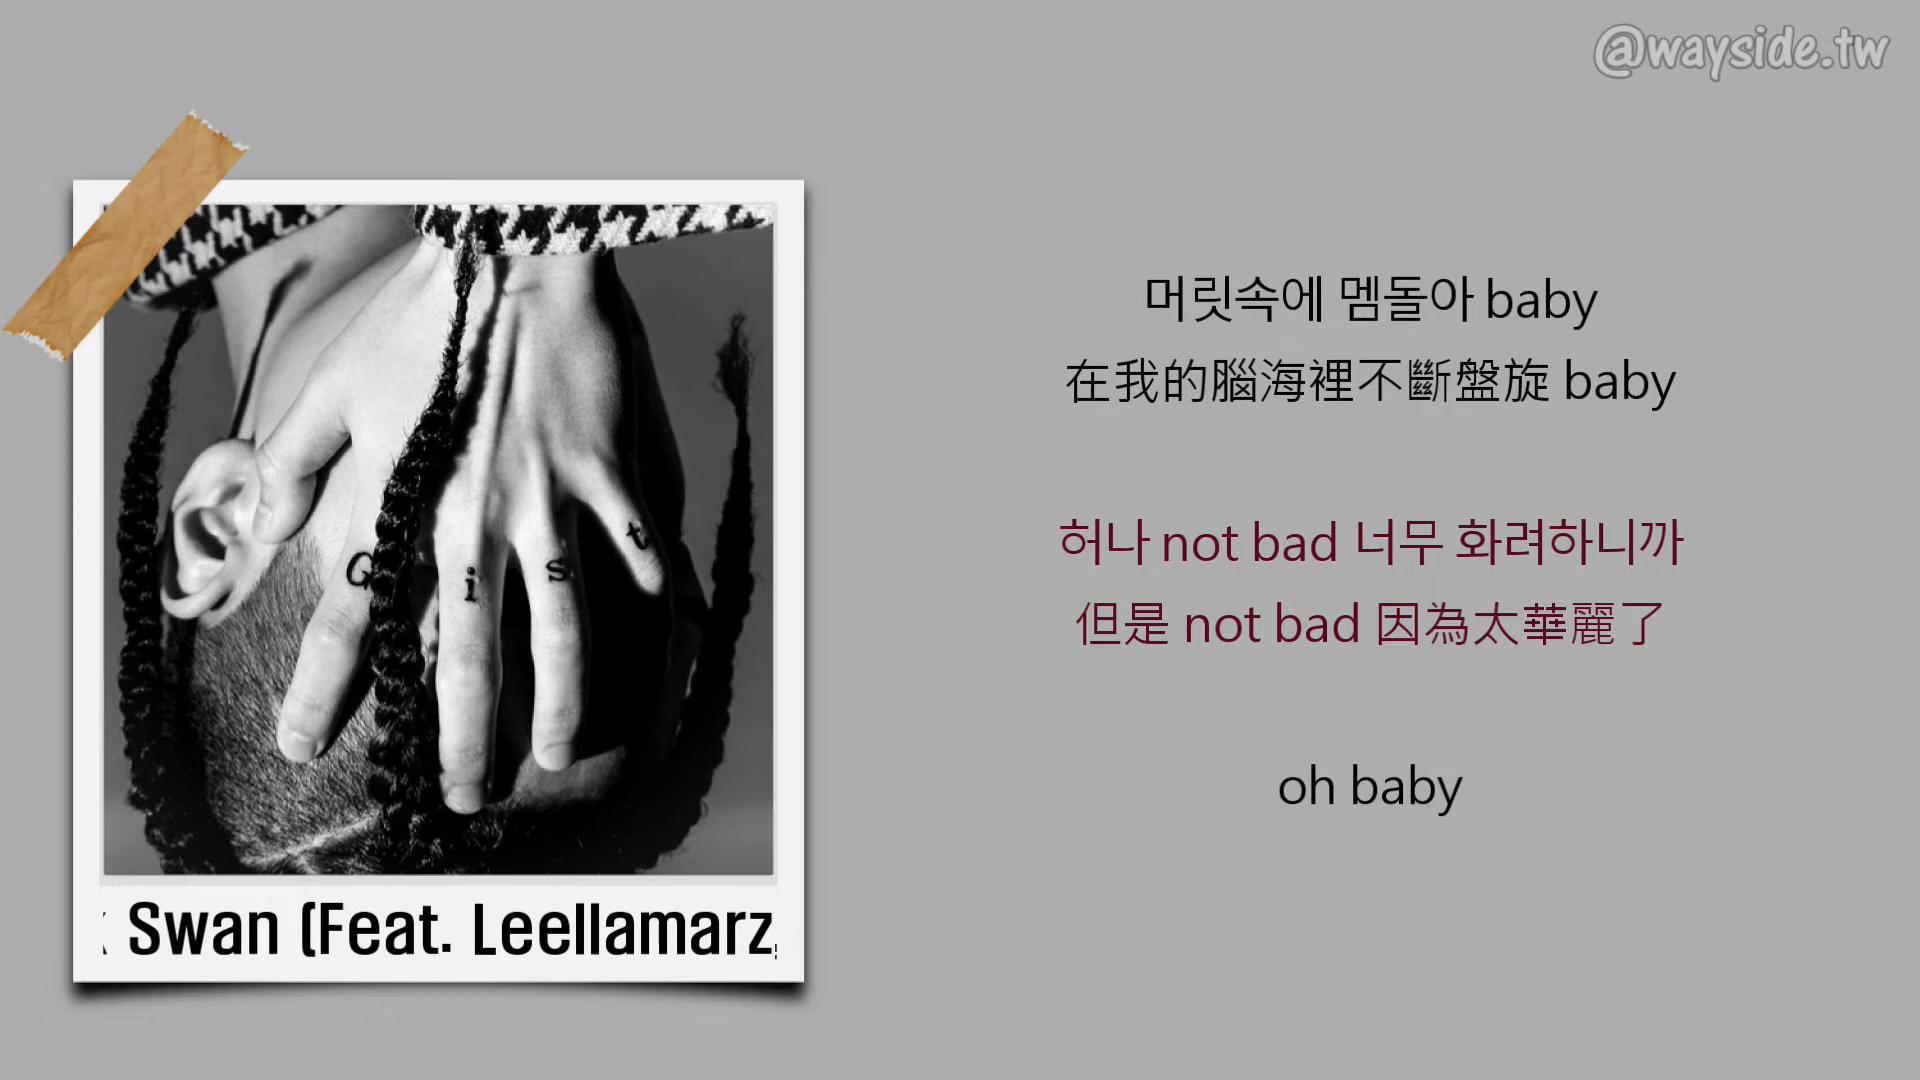 @wayside.tw
머릿속에 멤돌아 baby
在我的腦海裡不斷盤旋 baby
허나 not bad 너무 화려하니까
但是 not bad 因為太華麗了
oh baby
G i s t
Swan (Feat. Leellamarz,